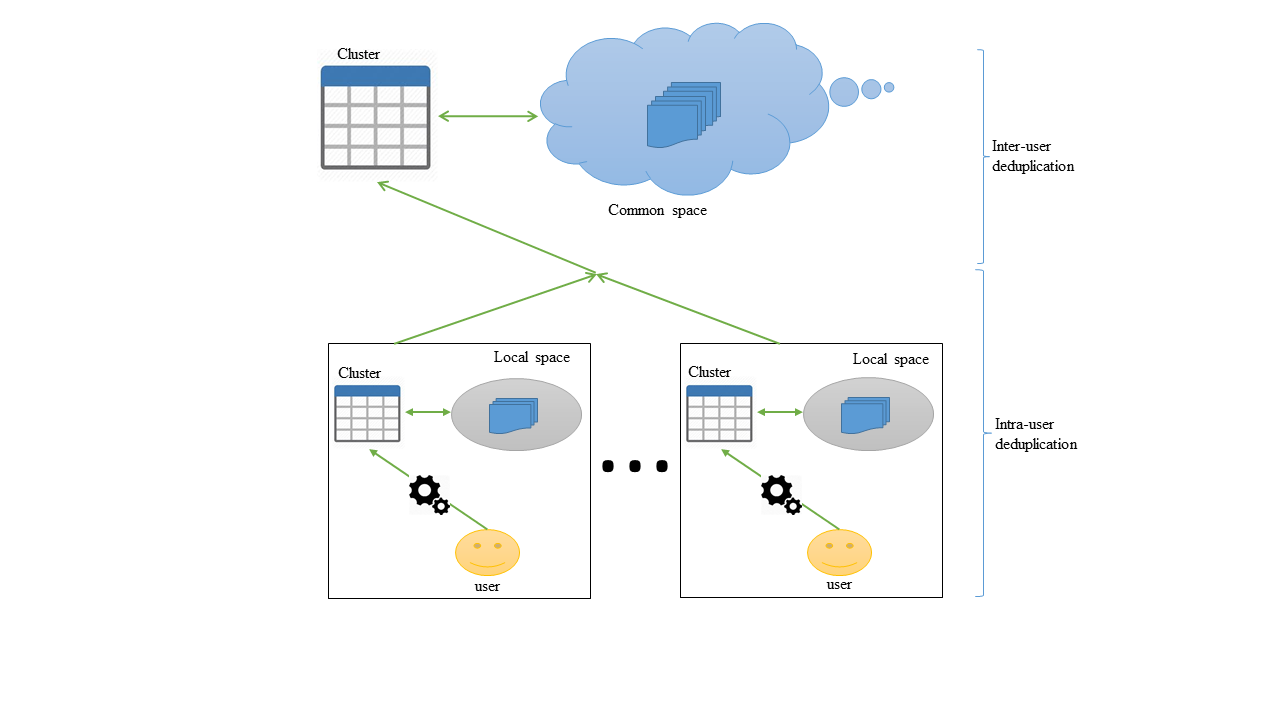 Cluster
Common space
Inter-user
deduplication
Local space
Cluster
user
Local space
Cluster
user
Intra-user
deduplication